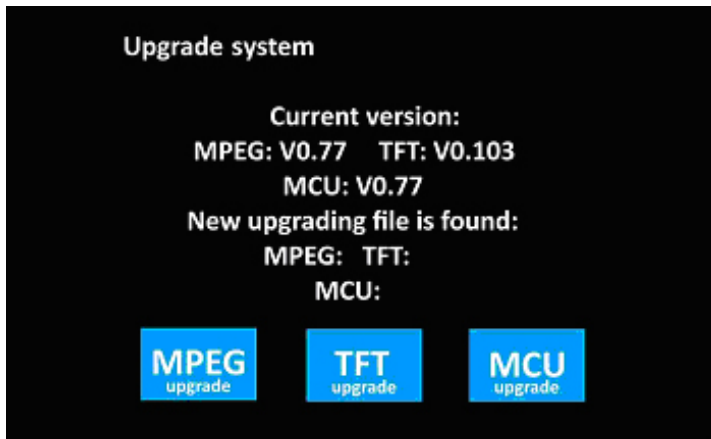 Upgrade system
Current version:
MPEG: V0.77 TFT: V0.103
MCU: V0.77
New upgrading file is found:
MPEG: TFT:
MCU:
MPEG upgrade
TFT upgrade
MCU upgrade